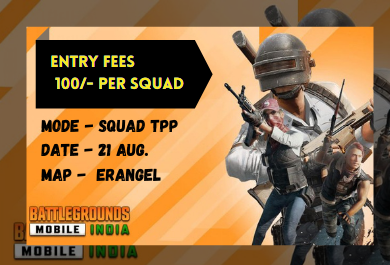 ENTRY FEES
100/- PER SQUAD
MODE - SQUAD TPP
DATE - 21 AUG.
MAP - ERANGEL
BATTLEGROUNDS
MOBILE INDIA
MOBILE INDIA